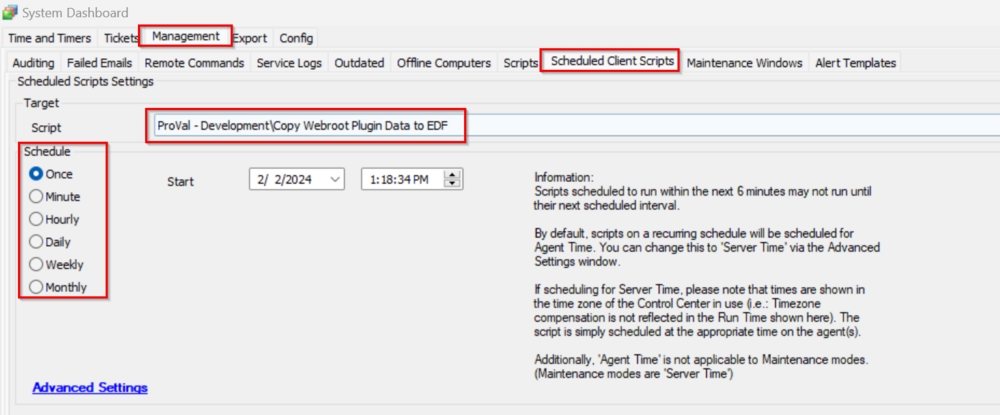 System Dashboard
Time and Timers Tickets Management Export Config
Auditing Failed Emails Remote Commands Service Logs Outdated Offline Computers Scripts Scheduled Client Scripts Maintenance Windows Alert Templates
Scheduled Scripts Settings
Target
Script ProVal - Development\Copy Webroot Plugin Data to EDF
Schedule
Once
Minute
Hourly
Daily
Weekly
Monthly
Start 2/ 2/2024 1:18:34 PM
Information:
Scripts scheduled to run within the next 6 minutes may not run until
their next scheduled interval.
By default, scripts on a recurring schedule will be scheduled for
Agent Time. You can change this to 'Server Time' via the Advanced
Settings window.
If scheduling for Server Time, please note that times are shown in
the time zone of the Control Center in use (i.e.: Timezone
compensation is not reflected in the Run Time shown here). The
script is simply scheduled at the appropriate time on the agent(s).
Additionally, 'Agent Time' is not applicable to Maintenance modes.
(Maintenance modes are 'Server Time')
Advanced Settings